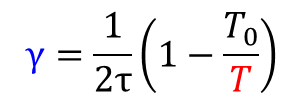 γ = 1/2τ (1 − T₀/T)